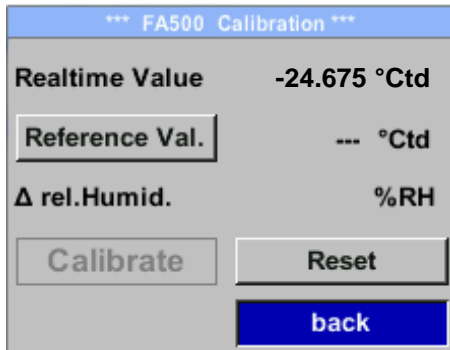 *** FA500 Calibration ***
Realtime Value -24.675 °Ctd
Reference Val. --- °Ctd
Δ rel.Humid. %RH
Calibrate Reset
back